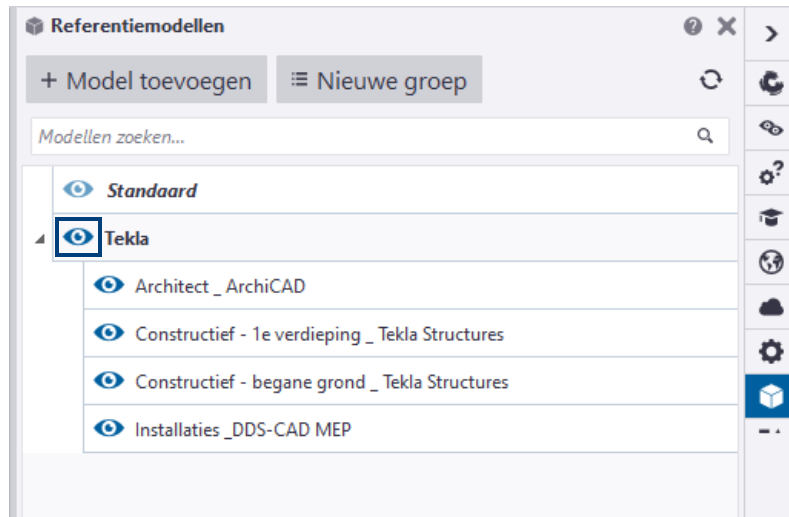 Referentiemodellen
+ Model toevoegen
Nieuwe groep
Modellen zoeken...
Standaard
Tekla
Architect _ ArchiCAD
Constructief - 1e verdieping _ Tekla Structures
Constructief - begane grond _ Tekla Structures
Installaties _DDS-CAD MEP